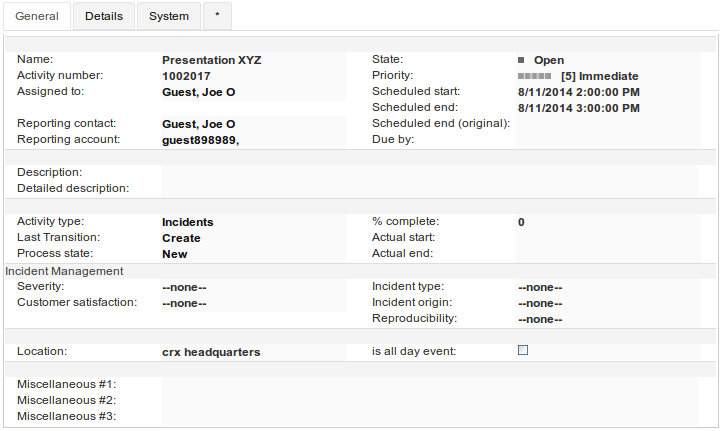 General Details System *
Name: Presentation XYZ State: Open
Activity number: 1002017 Priority: [5] Immediate
Assigned to: Guest, Joe O Scheduled start: 8/11/2014 2:00:00 PM
Scheduled end: 8/11/2014 3:00:00 PM
Reporting contact: Guest, Joe O Scheduled end (original):
Reporting account: guest898989, Due by:
Description:
Detailed description:
Activity type: Incidents % complete: 0
Last Transition: Create Actual start:
Process state: New Actual end:
Incident Management
Severity: --none-- Incident type: --none--
Customer satisfaction: --none-- Incident origin: --none--
Reproducibility: --none--
Location: crx headquarters is all day event:
Miscellaneous #1:
Miscellaneous #2:
Miscellaneous #3: